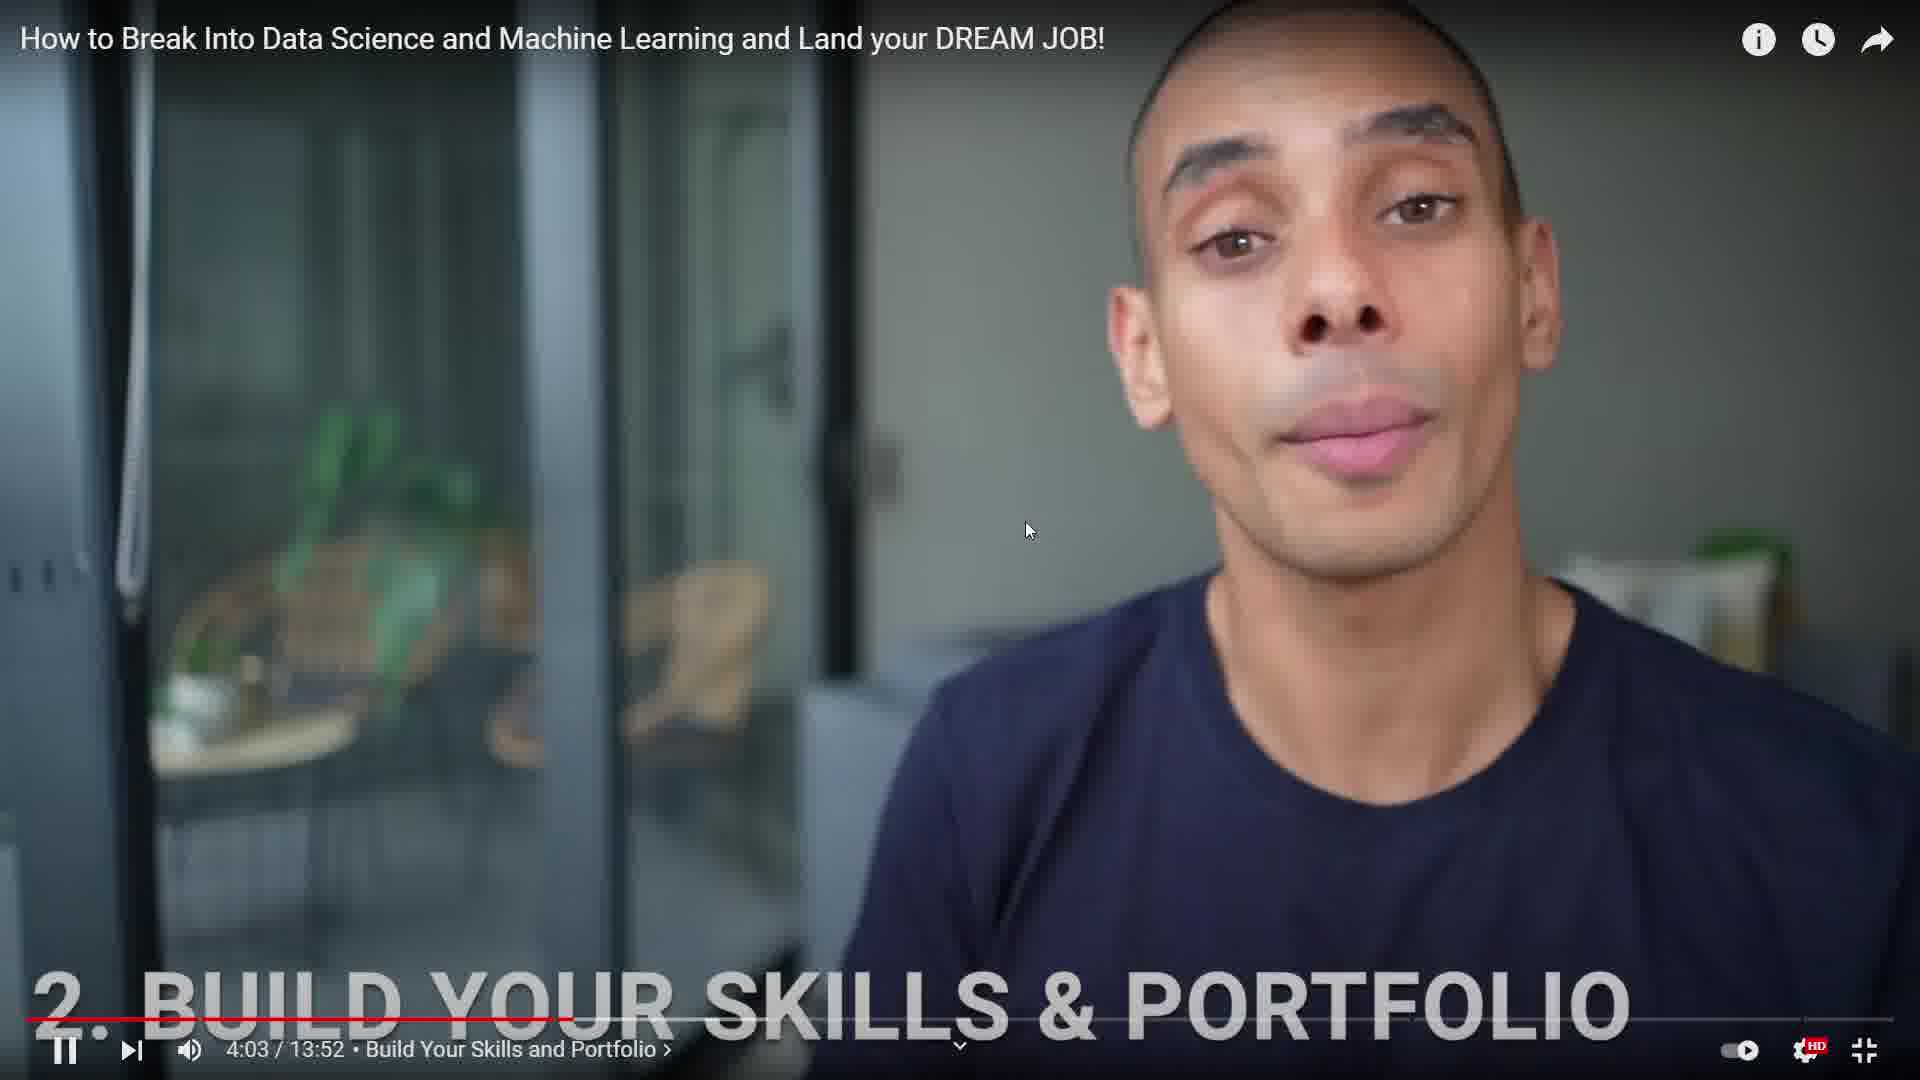 How to Break Into Data Science and Machine Learning and Land your DREAM JOB!
2. BUILD YOUR SKILLS & PORTFOLIO
4:03 / 13:52 • Build Your Skills and Portfolio
HD